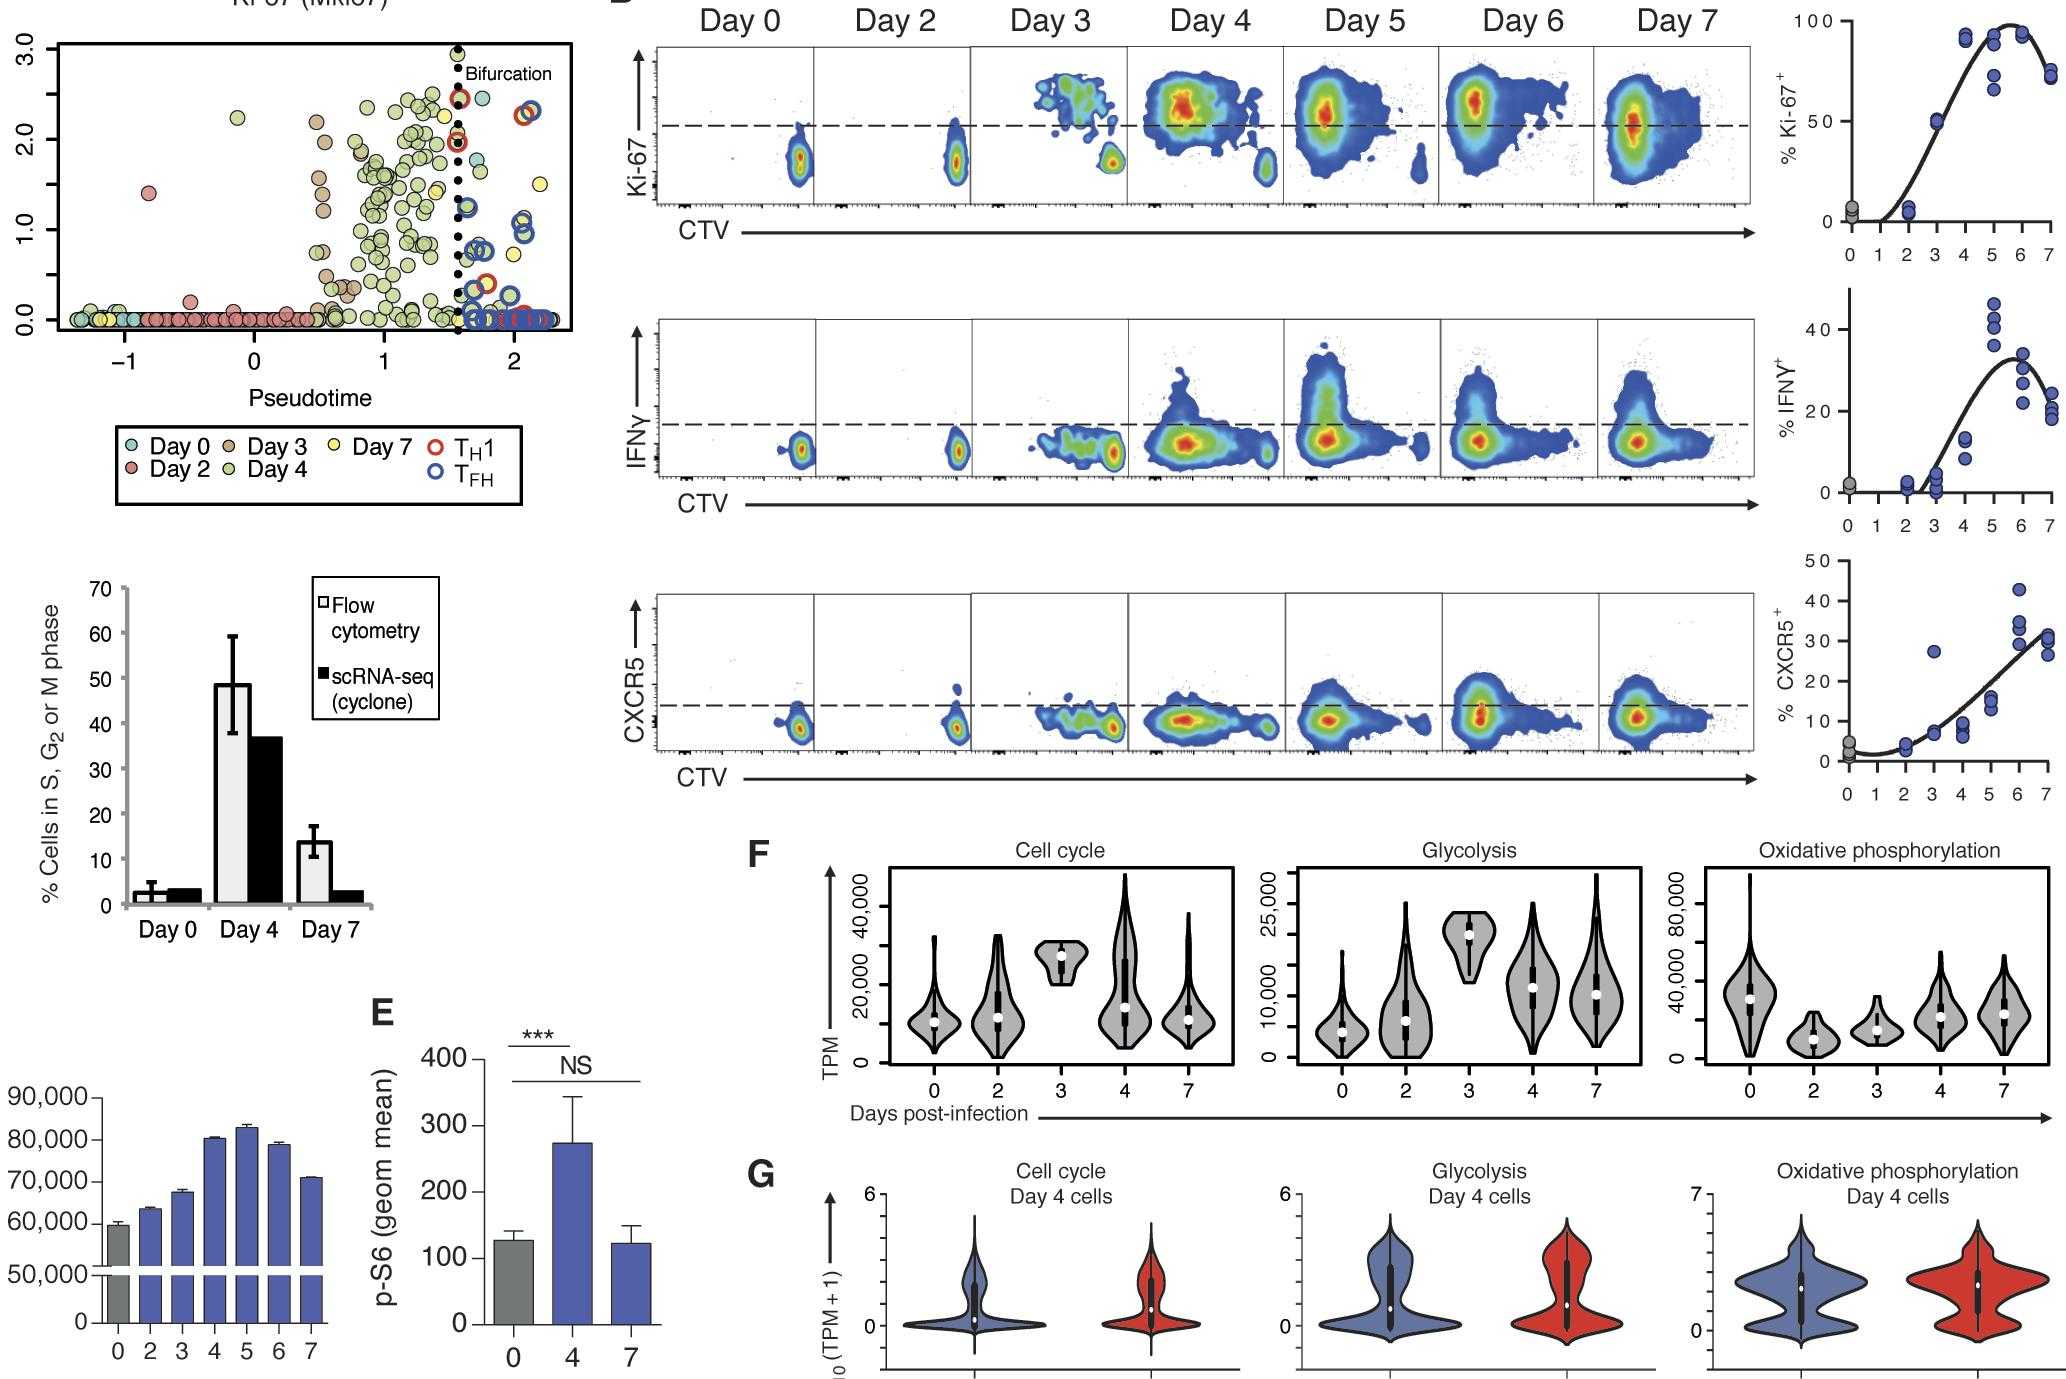 Day 0 Day 2 Day 3 Day 4 Day 5 Day 6 Day 7
3.0
2.0
1.0
0.0
Bifurcation
−1 0 1 2
Pseudotime
Day 0 Day 3 Day 7 TH1
Day 2 Day 4 TFH
Ki-67
CTV
% Ki-67+
100
50
0
0 1 2 3 4 5 6 7
IFNγ
CTV
% IFNγ+
40
20
0
0 1 2 3 4 5 6 7
CXCR5
CTV
% CXCR5+
50
40
30
20
10
0
0 1 2 3 4 5 6 7
% Cells in S, G2 or M phase
70
60
50
40
30
20
10
0
Flow
cytometry
scRNA-seq
(cyclone)
Day 0 Day 4 Day 7
90,000
80,000
70,000
60,000
50,000
0
0 2 3 4 5 6 7
E
p-S6 (geom mean)
400
300
200
100
0
***
NS
0 4 7
F
Cell cycle Glycolysis Oxidative phosphorylation
TPM
40,000
20,000
0
0 2 3 4 7
25,000
10,000
0
0 2 3 4 7
80,000
40,000
0
0 2 3 4 7
Days post-infection
G
Cell cycle
Day 4 cells
Glycolysis
Day 4 cells
Oxidative phosphorylation
Day 4 cells
10 (TPM + 1)
6
0
6
0
7
0